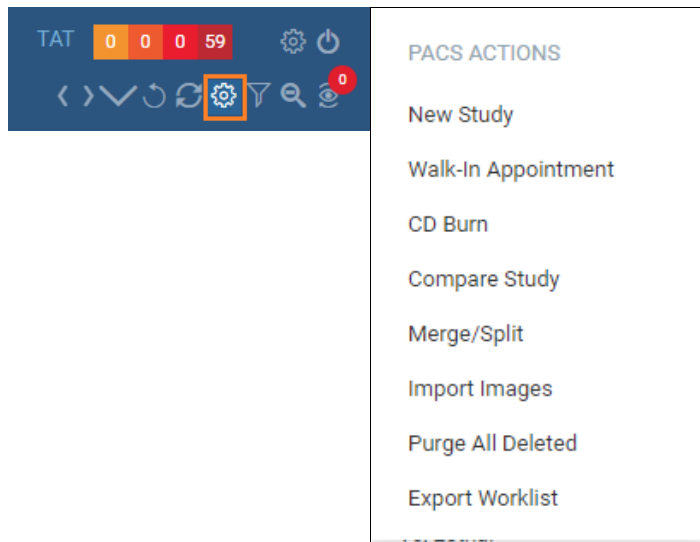 TAT 0 0 0 59
0
PACS ACTIONS
New Study
Walk-In Appointment
CD Burn
Compare Study
Merge/Split
Import Images
Purge All Deleted
Export Worklist